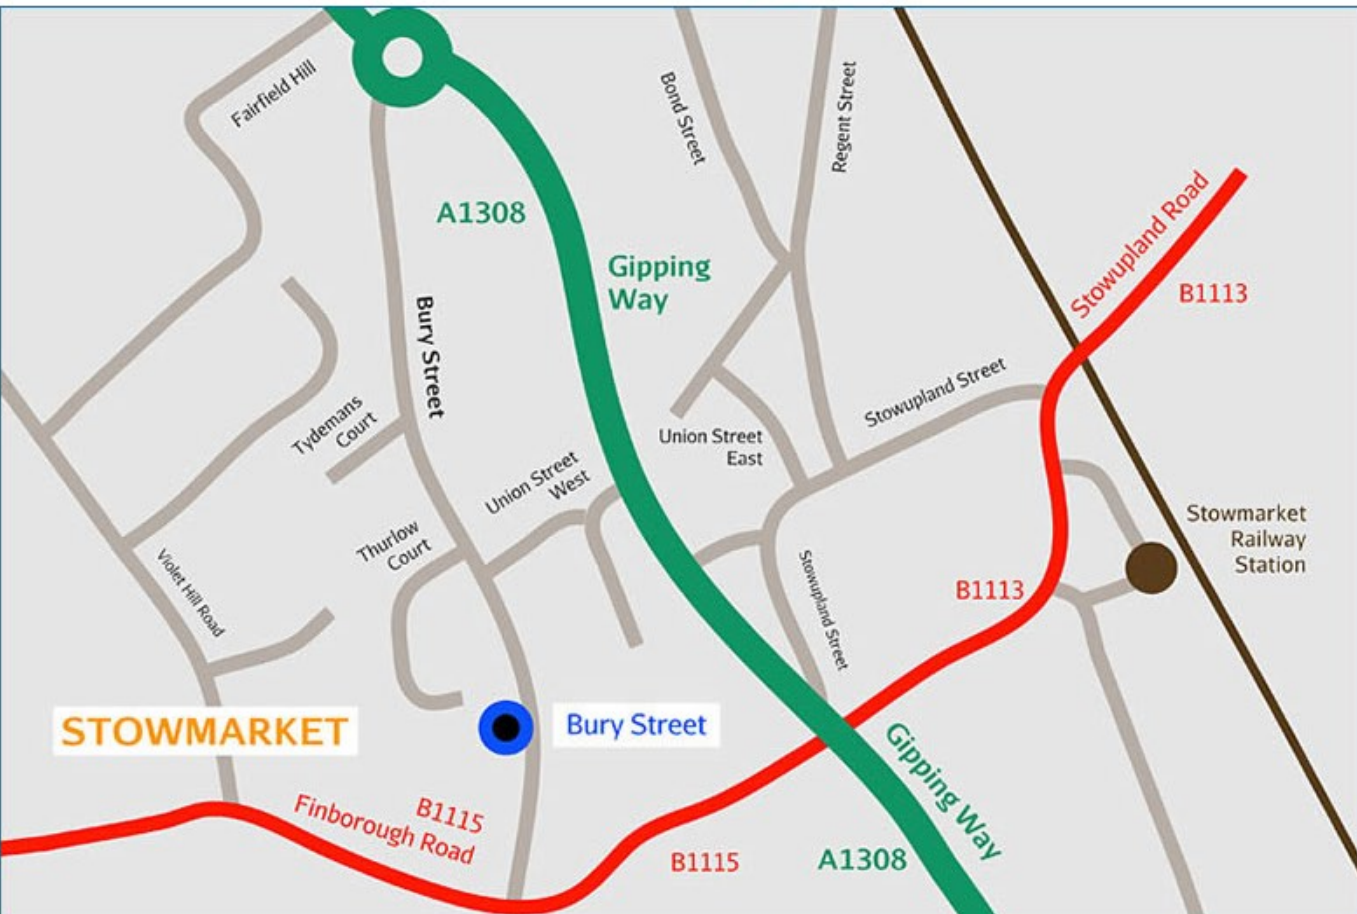 Fairfield Hill
Bond Street
Regent Street
A1308
Stowupland Road
Gipping
Way
B1113
Bury Street
Stowupland Street
Tydemans
Court
Union Street
East
Union Street
West
Thurlow
Court
Stowmarket
Railway
Station
Violet Hill Road
Stowupland Street
B1113
STOWMARKET
Bury Street
Gipping Way
B1115
Finborough Road
B1115
A1308